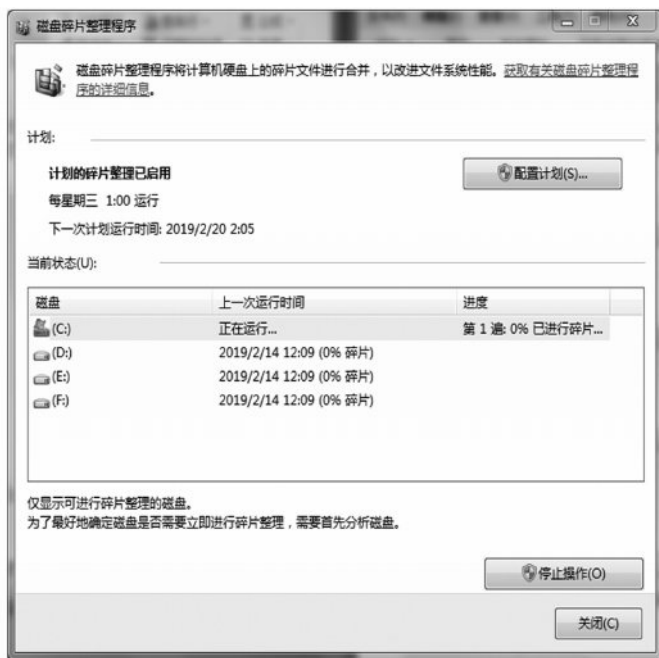 磁盘碎片整理程序
磁盘碎片整理程序将计算机硬盘上的碎片文件进行合并，以改进文件系统性能。获取有关磁盘碎片整理程
序的详细信息。
计划:
计划的碎片整理已启用
配置计划(S)...
每星期三 1:00 运行
下一次计划运行时间: 2019/2/20 2:05
当前状态(U):
磁盘 上一次运行时间 进度
(C:) 正在运行... 第 1 遍: 0% 已进行碎片...
(D:) 2019/2/14 12:09 (0% 碎片)
(E:) 2019/2/14 12:09 (0% 碎片)
(F:) 2019/2/14 12:09 (0% 碎片)
仅显示可进行碎片整理的磁盘。
为了最好地确定磁盘是否需要立即进行碎片整理，需要首先分析磁盘。
停止操作(O)
关闭(C)